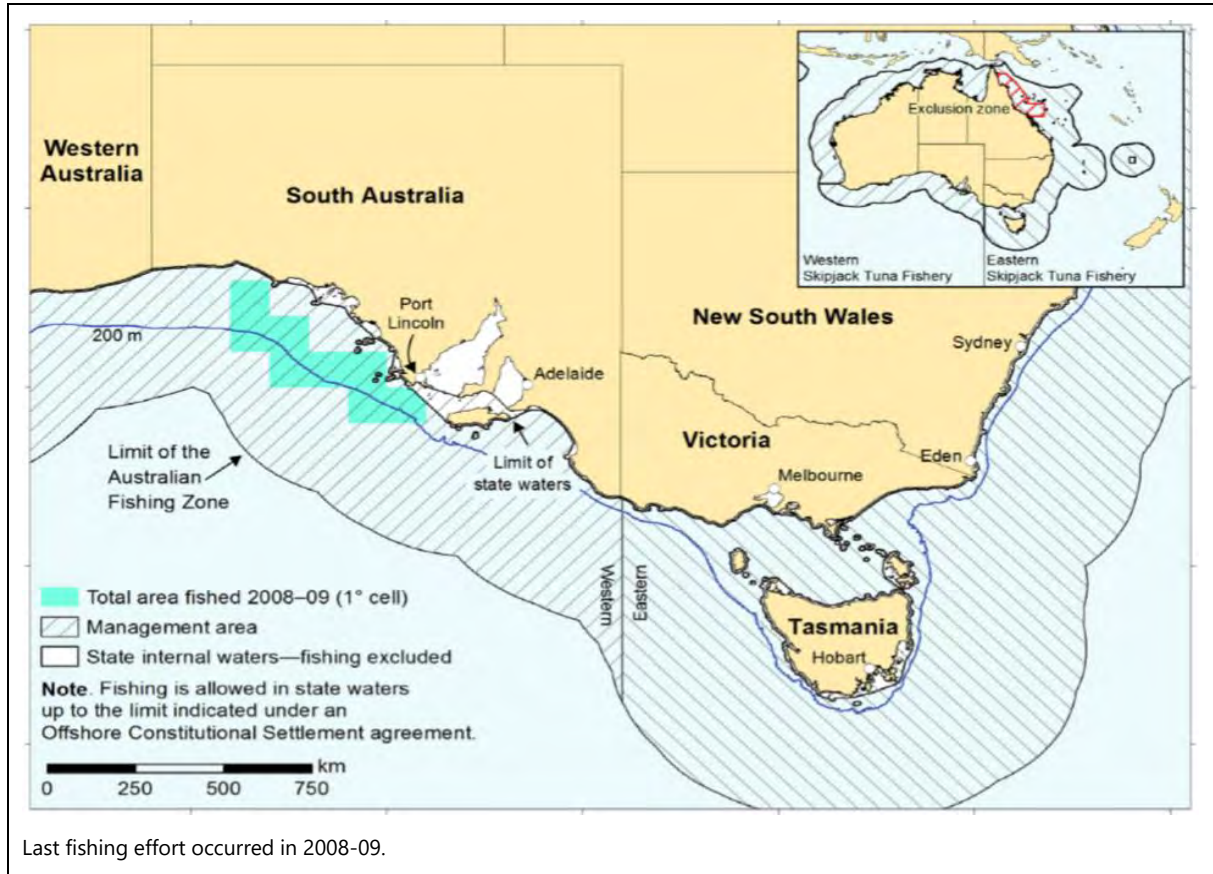 Western
Australia
South Australia
New South Wales
Victoria
Tasmania
Port
Lincoln
Adelaide
Sydney
Eden
Melbourne
Hobart
200 m
Limit of the
Australian
Fishing Zone
Limit of
state waters
Western
Eastern
Exclusion zone
Western
Skipjack Tuna Fishery
Eastern
Skipjack Tuna Fishery
Total area fished 2008–09 (1° cell)
Management area
State internal waters—fishing excluded
Note. Fishing is allowed in state waters
up to the limit indicated under an
Offshore Constitutional Settlement agreement.
km
0 250 500 750
Last fishing effort occurred in 2008-09.